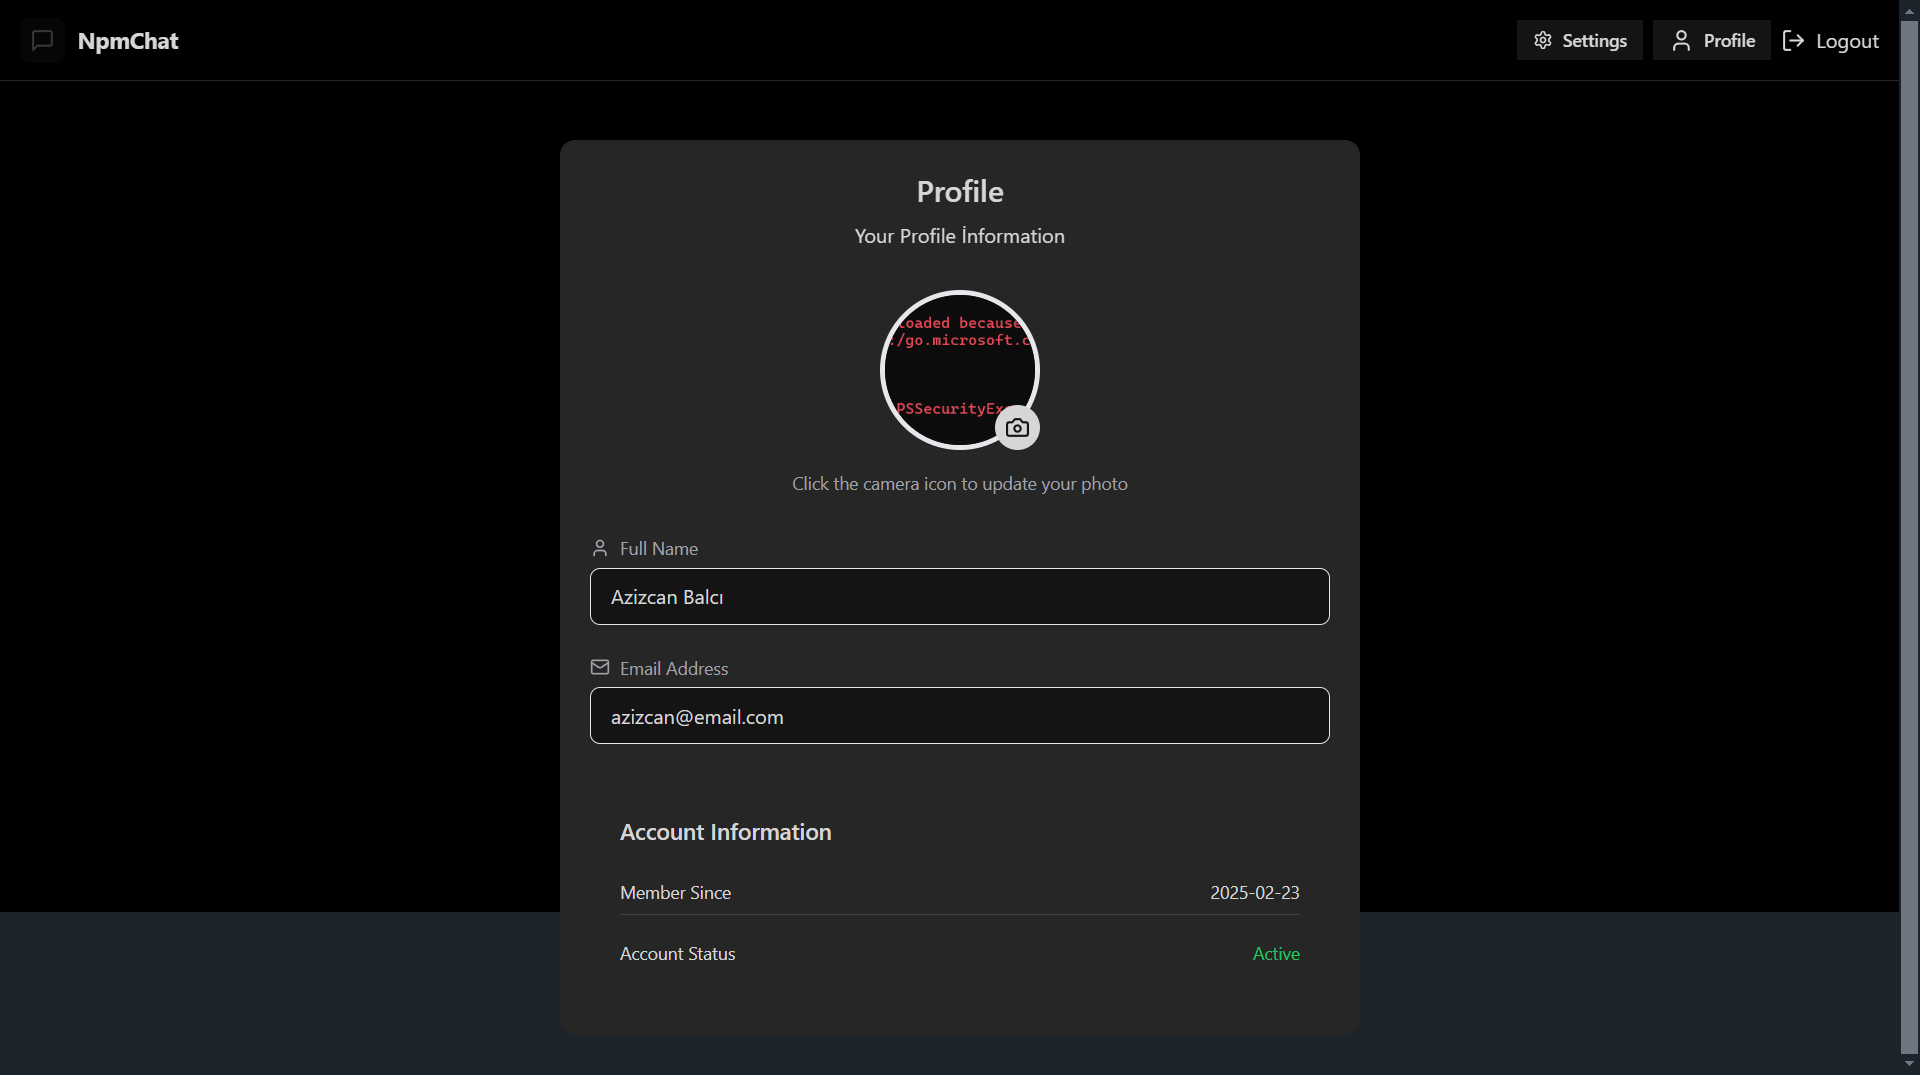 NpmChat
Settings
Profile
Logout
Profile
Your Profile İnformation
loaded because
:/go.microsoft.c
PSSecurityEx
Click the camera icon to update your photo
Full Name
Azizcan Balcı
Email Address
azizcan@email.com
Account Information
Member Since 2025-02-23
Account Status Active